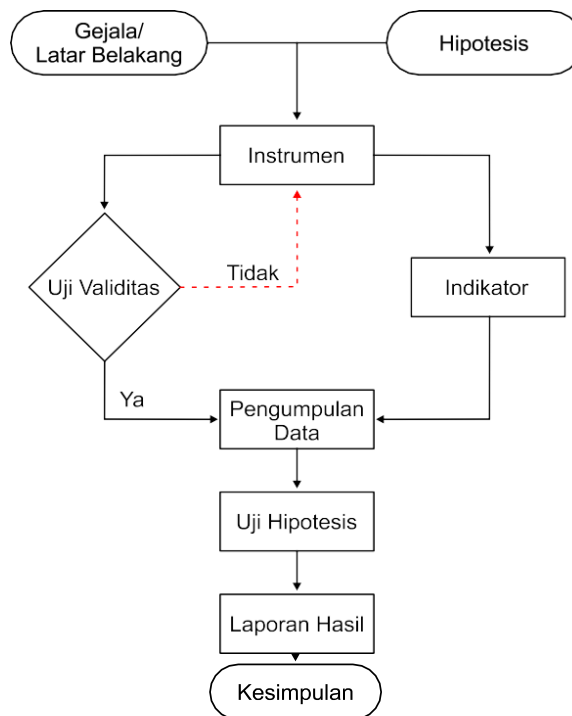 Gejala/
Latar Belakang
Hipotesis
Instrumen
Uji Validitas
Tidak
Indikator
Ya
Pengumpulan
Data
Uji Hipotesis
Laporan Hasil
Kesimpulan